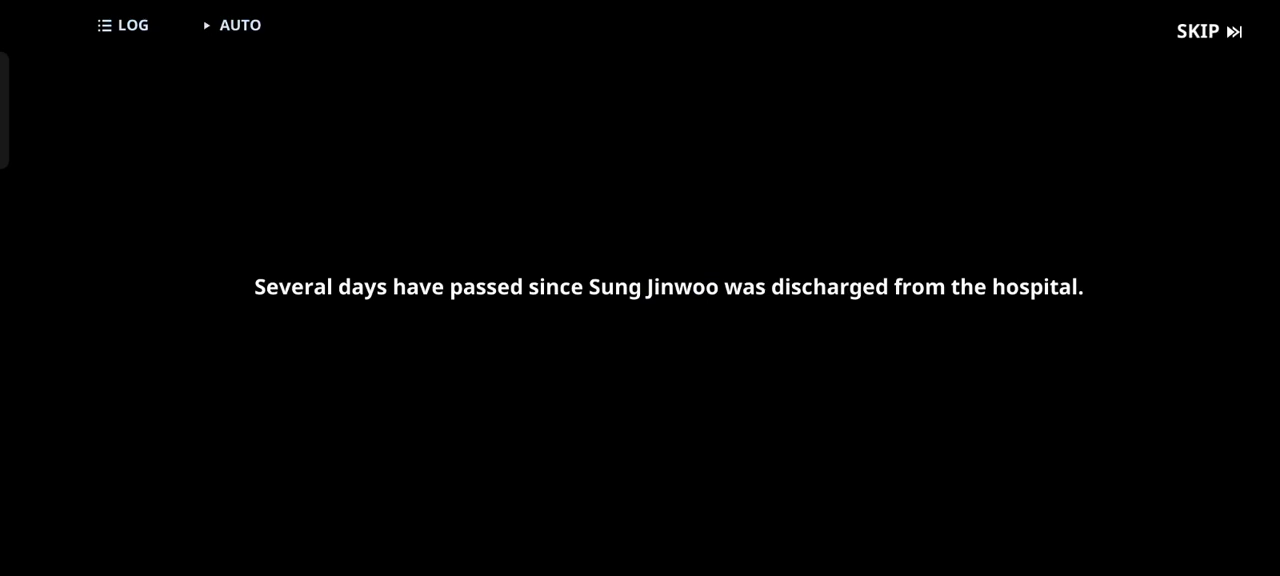 LOG
AUTO
SKIP
Several days have passed since Sung Jinwoo was discharged from the hospital.